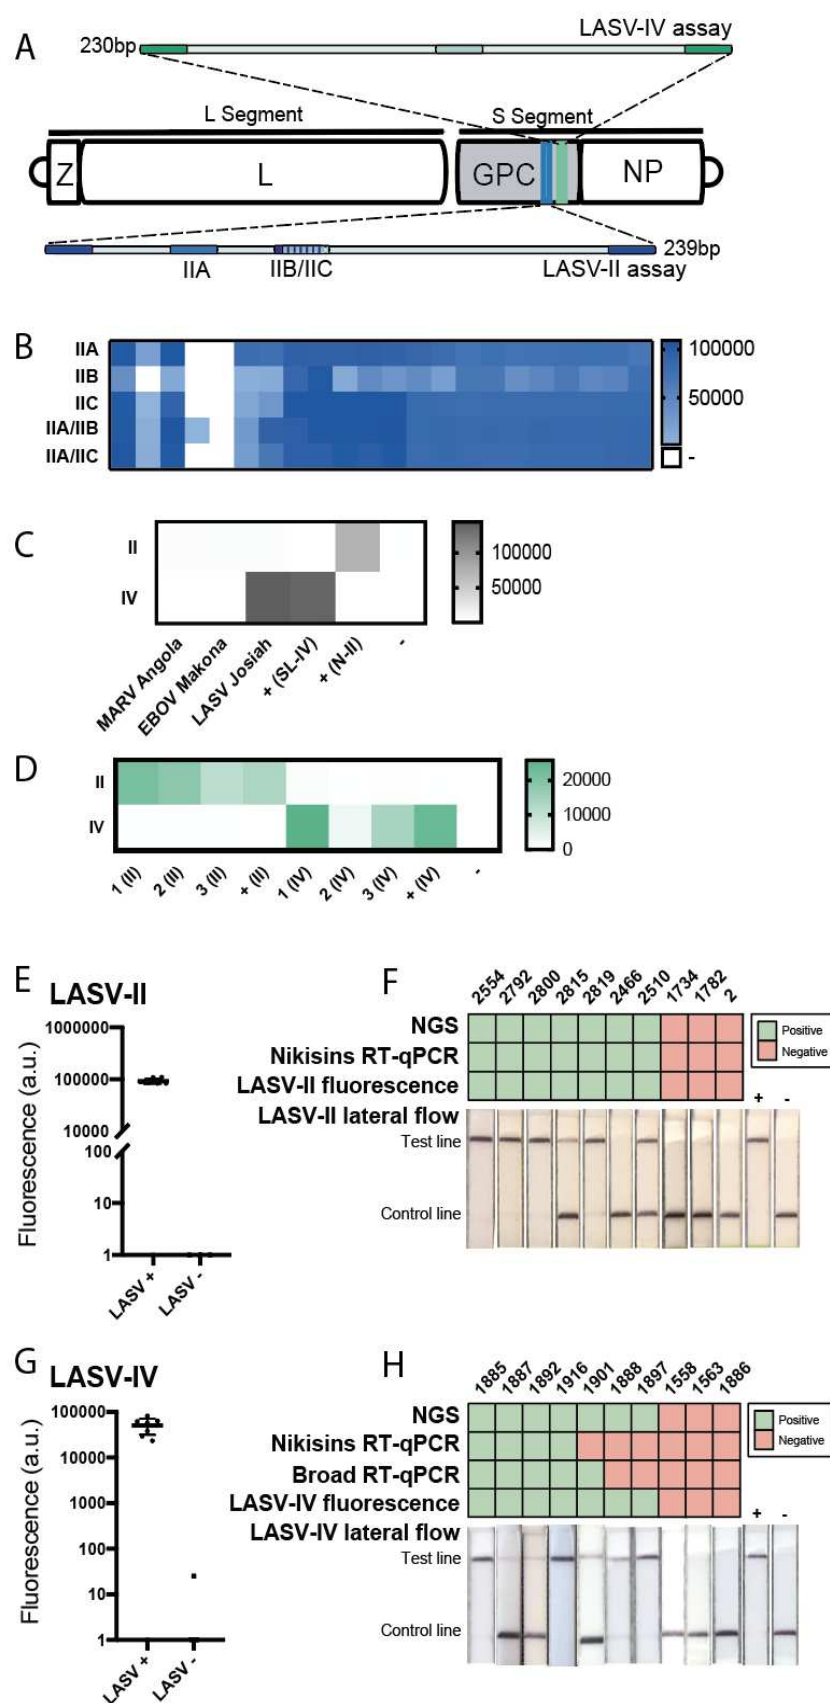 A
LASV-IV assay
230bp
L Segment
S Segment
Z
L
GPC
NP
239bp
IIA
IIB/IIC
LASV-II assay
B
IIA
IIB
IIC
IIA/IIB
IIA/IIC
100000
50000
-
C
II
IV
100000
50000
MARV Angola
EBOV Makona
LASV Josiah
+ (SL-IV)
+ (N-II)
-
D
II
IV
20000
10000
0
1 (II)
2 (II)
3 (II)
+ (II)
1 (IV)
2 (IV)
3 (IV)
+ (IV)
-
E
LASV-II
Fluorescence (a.u.)
1000000
100000
10000
100
10
1
LASV +
LASV -
F
2554
2792
2800
2815
2819
2466
2510
1734
1782
2
NGS
Nikisins RT-qPCR
LASV-II fluorescence
Positive
Negative
+ -
LASV-II lateral flow
Test line
Control line
G
LASV-IV
Fluorescence (a.u.)
100000
10000
1000
100
10
1
LASV +
LASV -
H
1885
1887
1892
1916
1901
1888
1897
1558
1563
1886
NGS
Nikisins RT-qPCR
Broad RT-qPCR
LASV-IV fluorescence
Positive
Negative
+ -
LASV-IV lateral flow
Test line
Control line